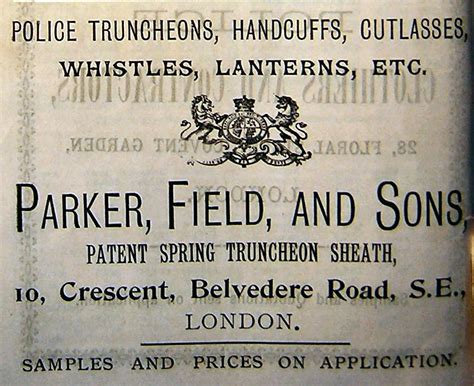 POLICE TRUNCHEONS, HANDCUFFS, CUTLASSES,
WHISTLES, LANTERNS, ETC.
PARKER, FIELD, AND SONS,
PATENT SPRING TRUNCHEON SHEATH,
10, Crescent, Belvedere Road, S.E.,
LONDON.
SAMPLES AND PRICES ON APPLICATION.